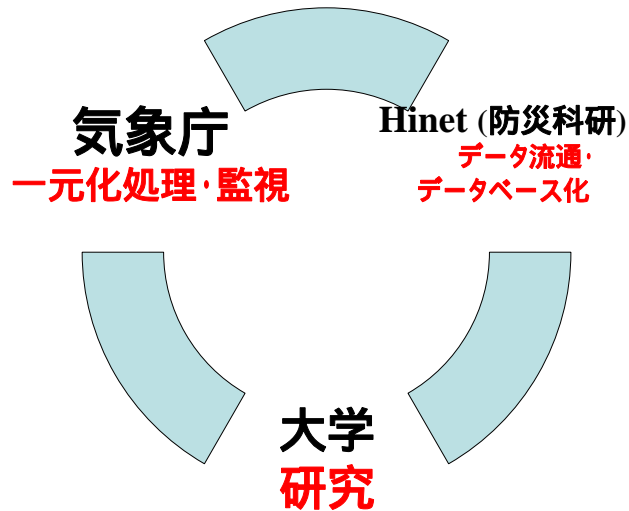 気象庁
一元化処理・監視
Hinet (防災科研)
データ流通・
データベース化
大学
研究